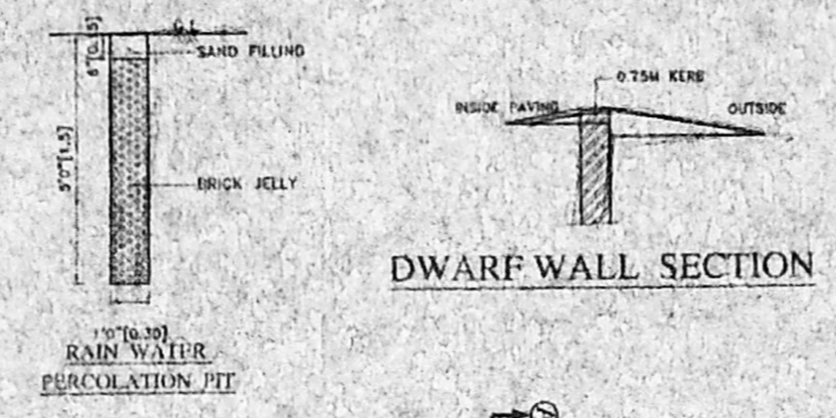 G.L
SAND FILLING
6"[0.15]
5'0"[1.5]
BRICK JELLY
1'0"[0.30]
RAIN WATER
PERCOLATION PIT
0.75M KERB
INSIDE PAVING
OUTSIDE
DWARF WALL SECTION